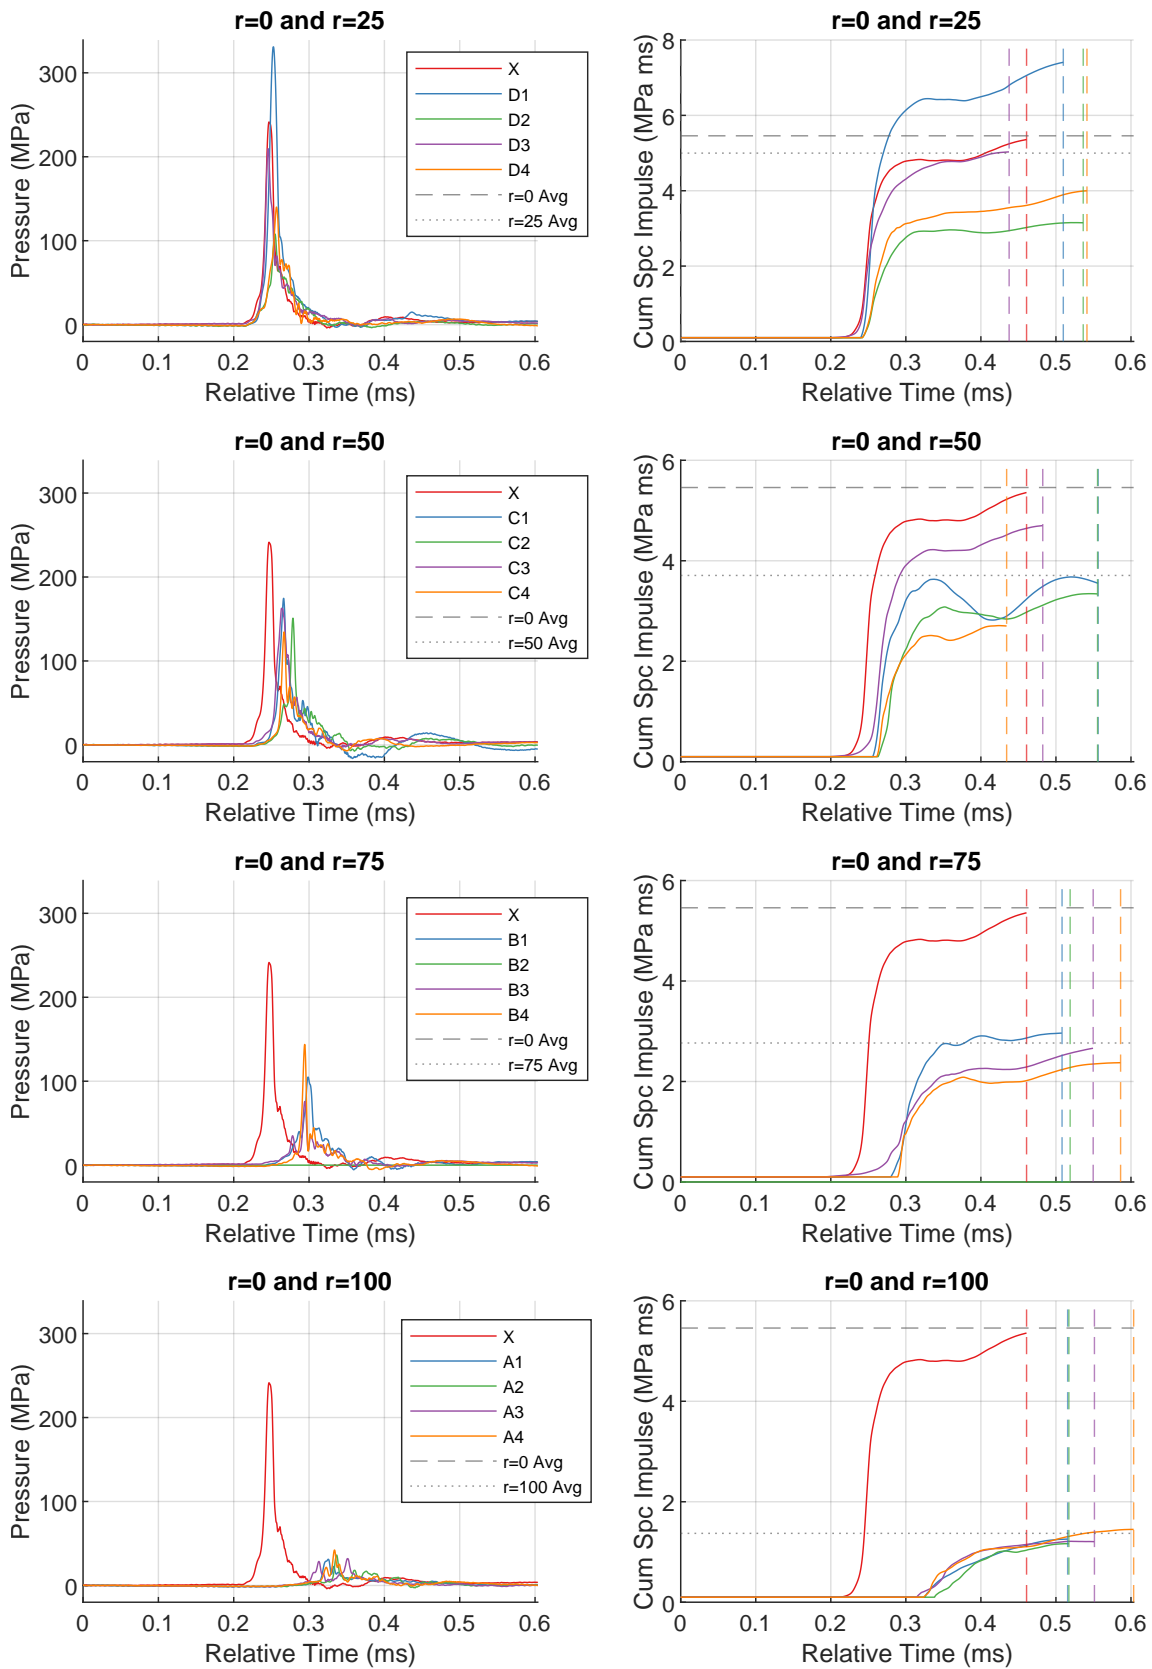 r=0 and r=25
Pressure (MPa)
300
200
100
0
0 0.1 0.2 0.3 0.4 0.5 0.6
Relative Time (ms)
X
D1
D2
D3
D4
r=0 Avg
r=25 Avg
r=0 and r=25
Cum Spc Impulse (MPa ms)
8
6
4
2
0
0 0.1 0.2 0.3 0.4 0.5 0.6
Relative Time (ms)
r=0 and r=50
Pressure (MPa)
300
200
100
0
0 0.1 0.2 0.3 0.4 0.5 0.6
Relative Time (ms)
X
C1
C2
C3
C4
r=0 Avg
r=50 Avg
r=0 and r=50
Cum Spc Impulse (MPa ms)
6
4
2
0
0 0.1 0.2 0.3 0.4 0.5 0.6
Relative Time (ms)
r=0 and r=75
Pressure (MPa)
300
200
100
0
0 0.1 0.2 0.3 0.4 0.5 0.6
Relative Time (ms)
X
B1
B2
B3
B4
r=0 Avg
r=75 Avg
r=0 and r=75
Cum Spc Impulse (MPa ms)
6
4
2
0
0 0.1 0.2 0.3 0.4 0.5 0.6
Relative Time (ms)
r=0 and r=100
Pressure (MPa)
300
200
100
0
0 0.1 0.2 0.3 0.4 0.5 0.6
Relative Time (ms)
X
A1
A2
A3
A4
r=0 Avg
r=100 Avg
r=0 and r=100
Cum Spc Impulse (MPa ms)
6
4
2
0
0 0.1 0.2 0.3 0.4 0.5 0.6
Relative Time (ms)